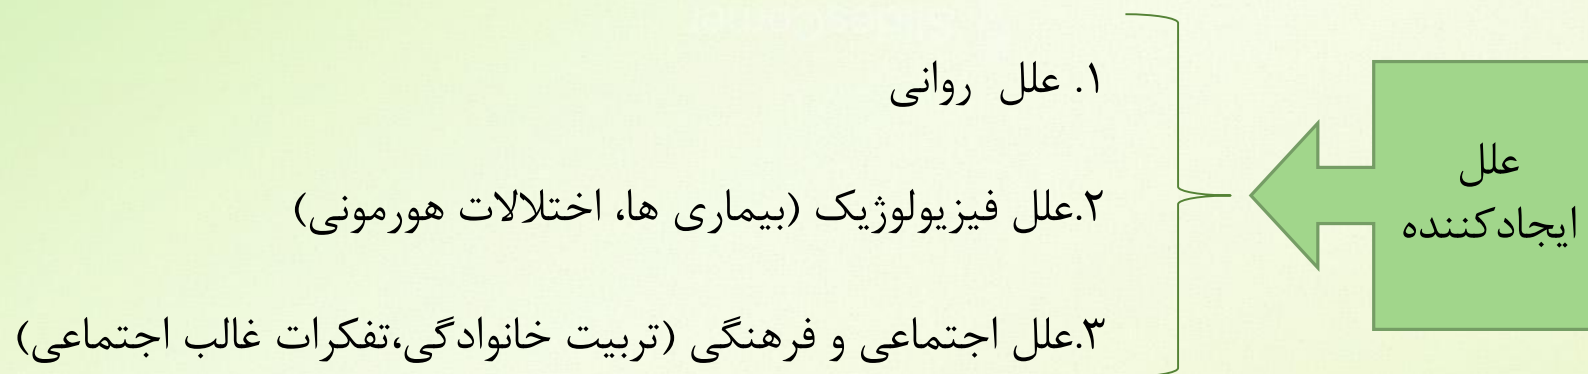 علل
ایجادکننده
۱. علل روانی
۲.علل فیزیولوژیک (بیماری ها، اختلالات هورمونی)
۳.علل اجتماعی و فرهنگی (تربیت خانوادگی،تفکرات غالب اجتماعی)